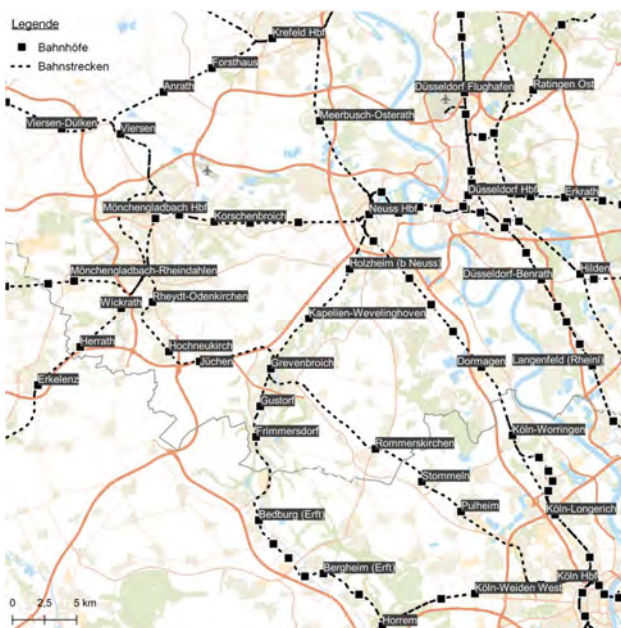 Legende
Bahnhöfe
Bahnstrecken
Krefeld Hbf
Forsthaus
Anrath
Düsseldorf Flughafen
Ratingen Ost
Meerbusch-Osterath
Viersen-Dülken
Viersen
Mönchengladbach Hbf
Korschenbroich
Neuss Hbf
Düsseldorf Hbf
Erkrath
Mönchengladbach-Rheindahlen
Holzheim (b Neuss)
Düsseldorf-Benrath
Hilden
Wickrath
Rheydt-Odenkirchen
Kapellen-Wevelinghoven
Herrath
Hochneukirch
Jüchen
Grevenbroich
Dormagen
Langenfeld (Rheinl)
Erkelenz
Gustorf
Frimmersdorf
Rommerskirchen
Köln-Worringen
Stommeln
Pulheim
Bedburg (Erft)
Köln-Longerich
Bergheim (Erft)
Köln-Weiden West
Köln Hbf
Horrem
0 2,5 5 km